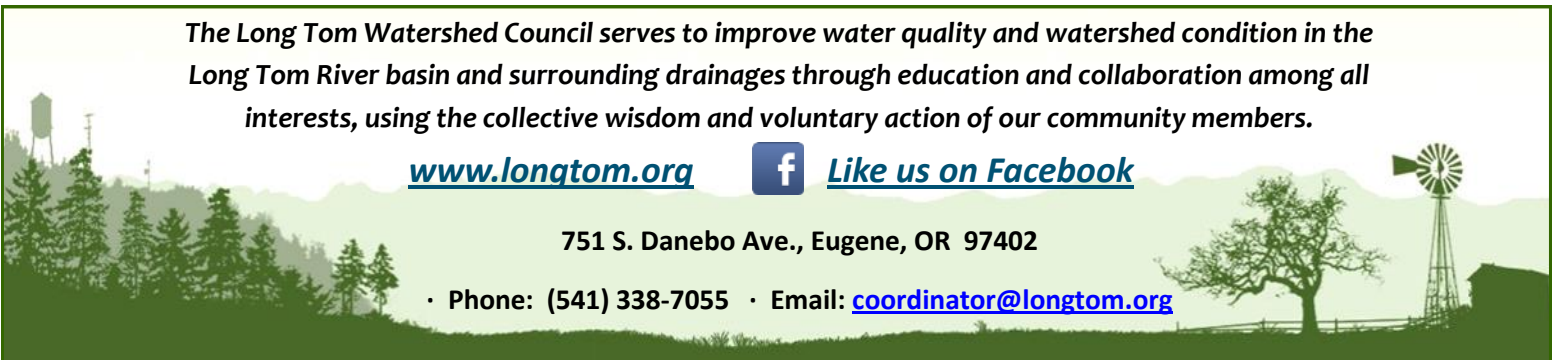 The Long Tom Watershed Council serves to improve water quality and watershed condition in the
Long Tom River basin and surrounding drainages through education and collaboration among all
interests, using the collective wisdom and voluntary action of our community members.
www.longtom.org f Like us on Facebook
751 S. Danebo Ave., Eugene, OR 97402
· Phone: (541) 338-7055 · Email: coordinator@longtom.org